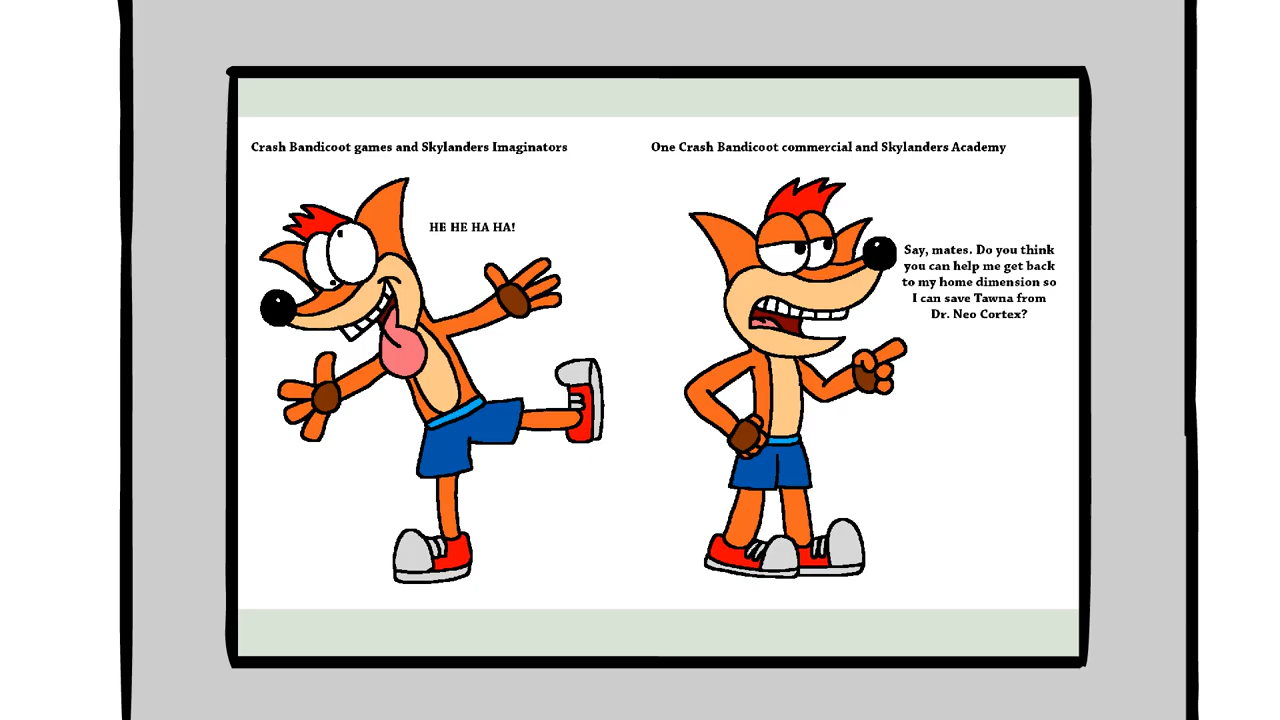 Crash Bandicoot games and Skylanders Imaginators
HE HE HA HA!
One Crash Bandicoot commercial and Skylanders Academy
Say, mates. Do you think
you can help me get back
to my home dimension so
I can save Tawna from
Dr. Neo Cortex?